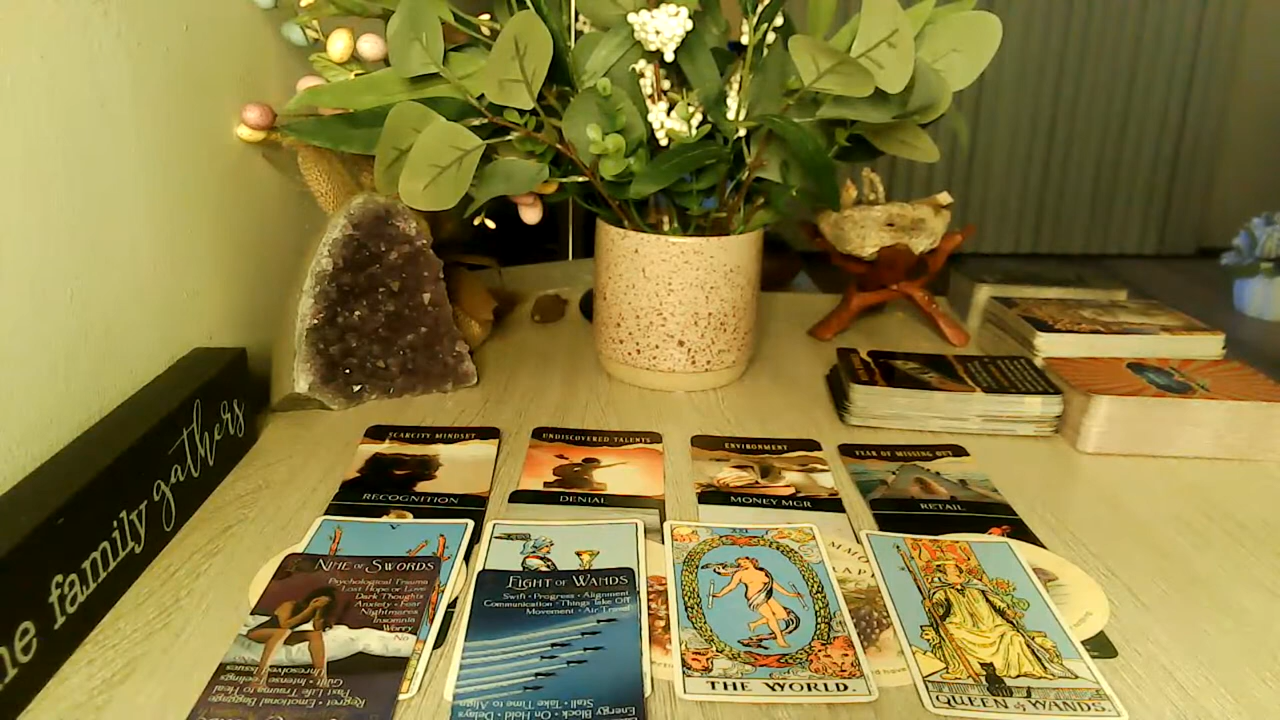 he family gathers
SCARCITY MINDSET
RECOGNITION
UNDISCOVERED TALENTS
DENIAL
ENVIRONMENT
MONEY MGR
FEAR OF MISSING OUT
RETAIL
NINE OF SWORDS
Psychological Trauma
Lost Hope or Love
Dark Thoughts
Anxiety • Fear
Nightmares
Insomnia
Worry
No
Regret • Emotional Baggage
Past Life Trauma to Heal
Guilt • Intense Feelings
Unresolved Issues
EIGHT OF WANDS
Swift • Progress • Alignment
Communication • Things Take Off
Movement • Air Travel
Energy Block • On Hold • Delays
Stall • Take Time to Align
XXI
THE WORLD.
QUEEN of WANDS.